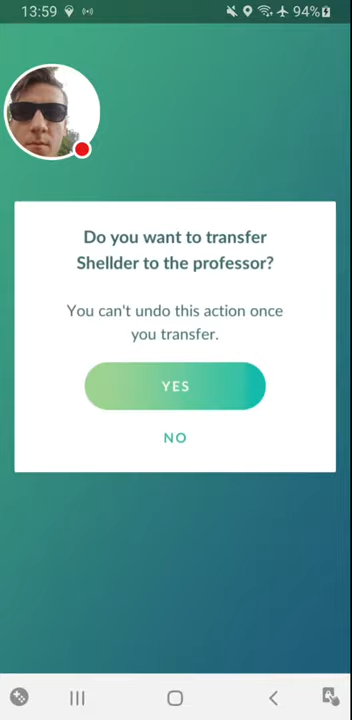 13:59
94%
Do you want to transfer
Shellder to the professor?
You can't undo this action once
you transfer.
YES
NO